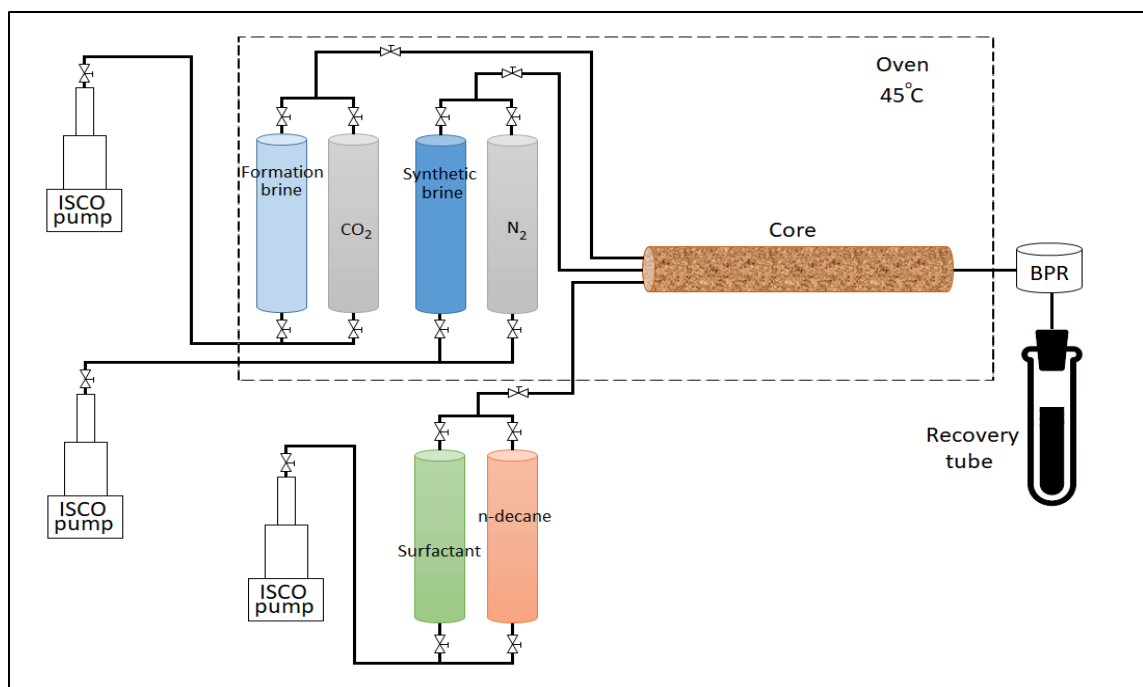 Oven
45°C
Formation
brine
CO2
Synthetic
brine
N2
ISCO
pump
Core
BPR
ISCO
pump
Surfactant
n-decane
Recovery
tube
ISCO
pump